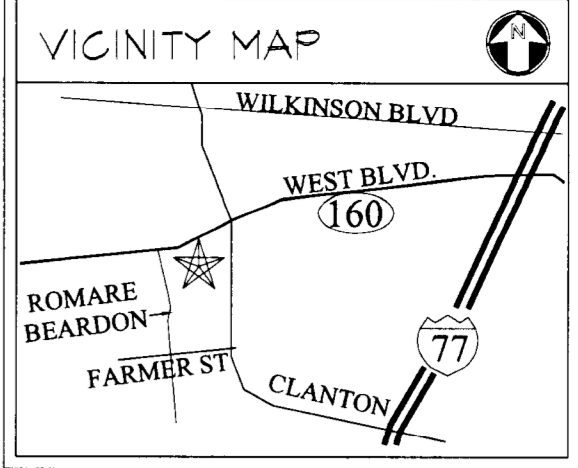 VICINITY MAP
N
WILKINSON BLVD
WEST BLVD.
160
ROMARE
BEARDON
77
FARMER ST
CLANTON